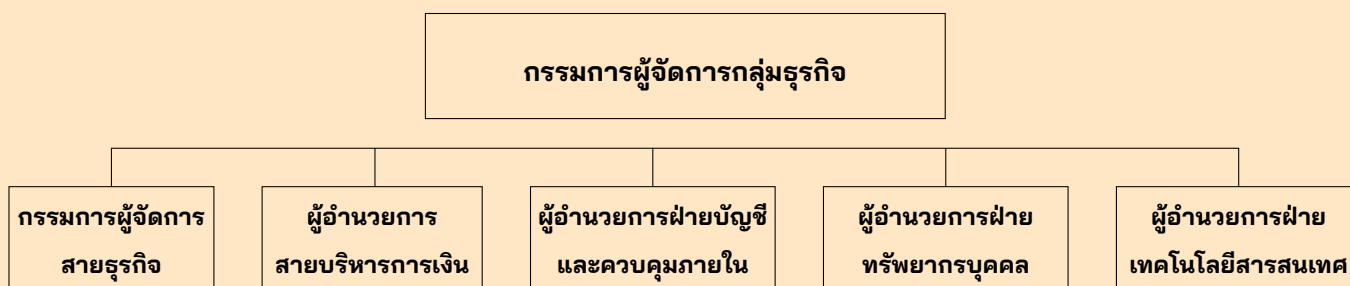 กรรมการผู้จัดการกลุ่มธุรกิจ
กรรมการผู้จัดการ
สายธุรกิจ
ผู้อำนวยการ
สายบริหารการเงิน
ผู้อำนวยการฝ่ายบัญชี
และควบคุมภายใน
ผู้อำนวยการฝ่าย
ทรัพยากรบุคคล
ผู้อำนวยการฝ่าย
เทคโนโลยีสารสนเทศ